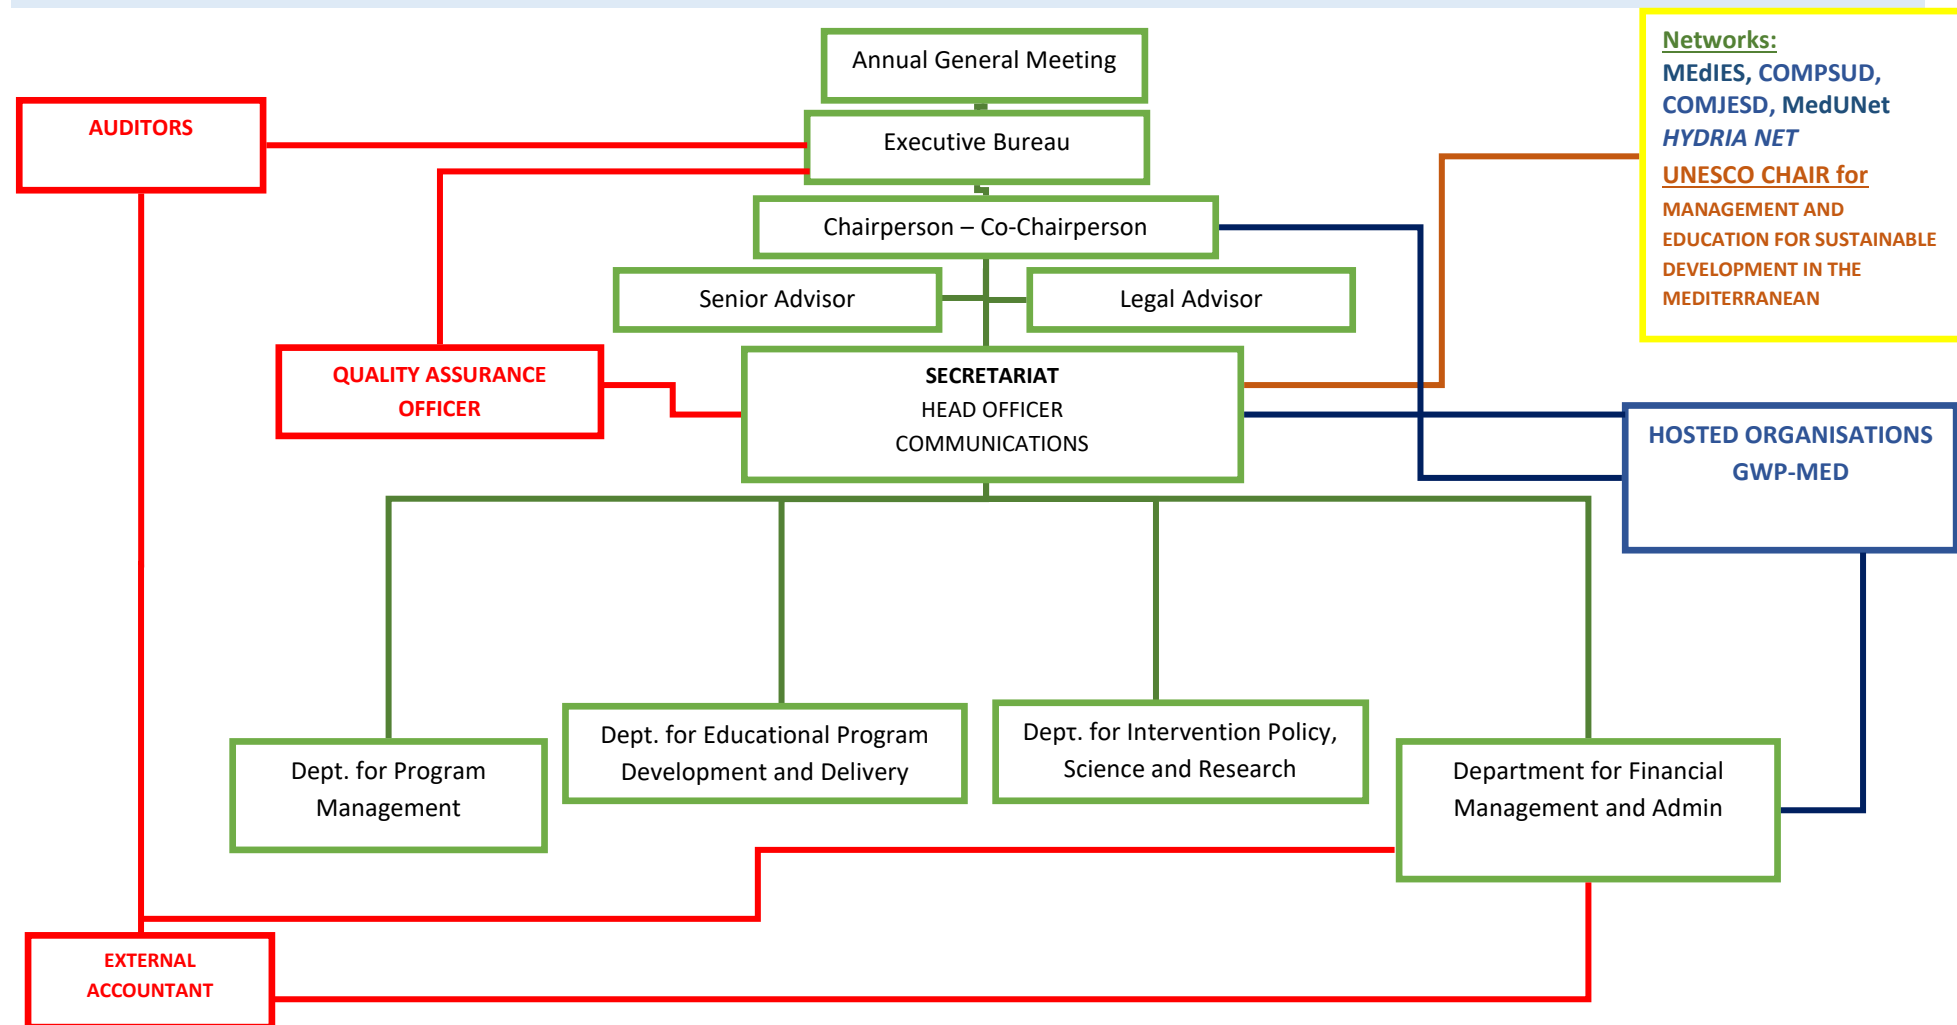 Annual General Meeting
Networks:
MEdIES, COMPSUD,
COMJESD, MedUNet
HYDRIA NET
UNESCO CHAIR for
MANAGEMENT AND
EDUCATION FOR SUSTAINABLE
DEVELOPMENT IN THE
MEDITERRANEAN
AUDITORS
Executive Bureau
Chairperson – Co-Chairperson
Senior Advisor
Legal Advisor
QUALITY ASSURANCE
OFFICER
SECRETARIAT
HEAD OFFICER
COMMUNICATIONS
HOSTED ORGANISATIONS
GWP-MED
Dept. for Program
Management
Dept. for Educational Program
Development and Delivery
Depτ. for Intervention Policy,
Science and Research
Department for Financial
Management and Admin
EXTERNAL
ACCOUNTANT